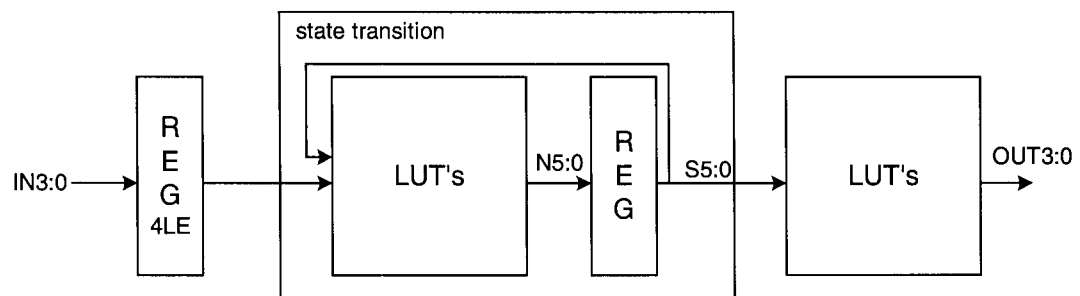 state transition
IN3:0
R
E
G
4LE
LUT's
N5:0
R
E
G
S5:0
LUT's
OUT3:0